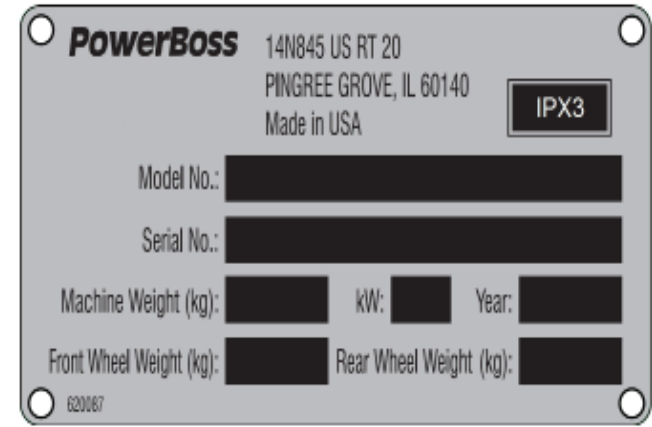 PowerBoss
14N845 US RT 20
PINGREE GROVE, IL 60140
Made in USA
IPX3
Model No.:
Serial No.:
Machine Weight (kg): kW: Year:
Front Wheel Weight (kg): Rear Wheel Weight (kg):
620087